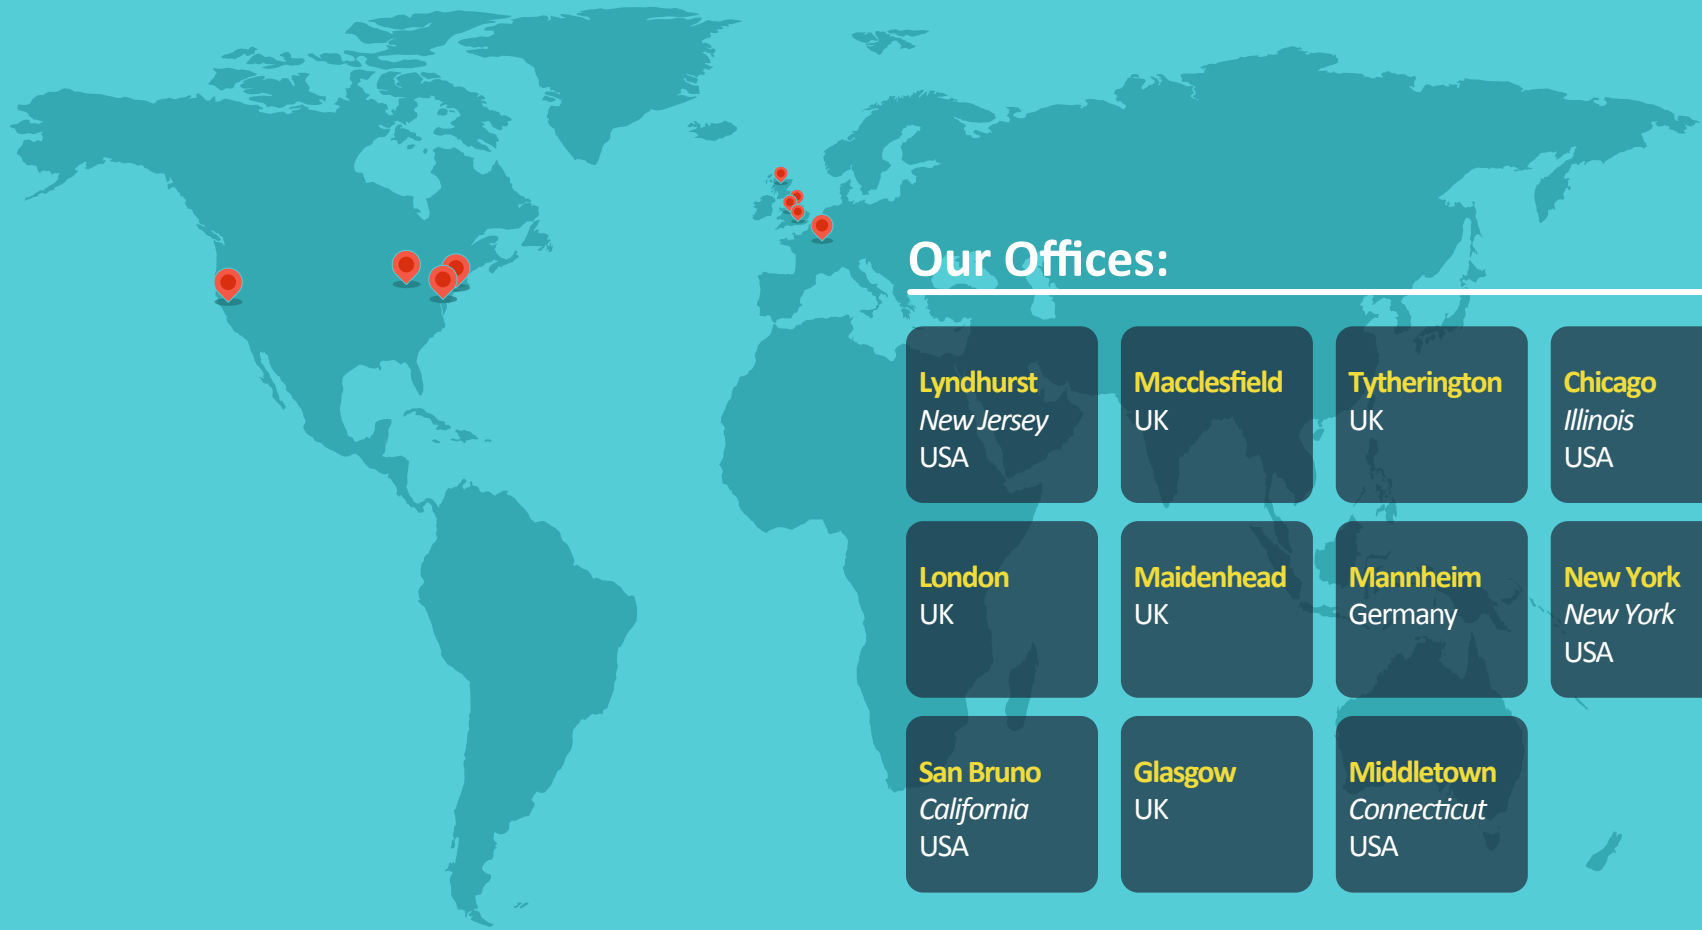 Our Offices:
Lyndhurst
New Jersey
USA
Macclesfield
UK
Tytherington
UK
Chicago
Illinois
USA
London
UK
Maidenhead
UK
Mannheim
Germany
New York
New York
USA
San Bruno
California
USA
Glasgow
UK
Middletown
Connecticut
USA